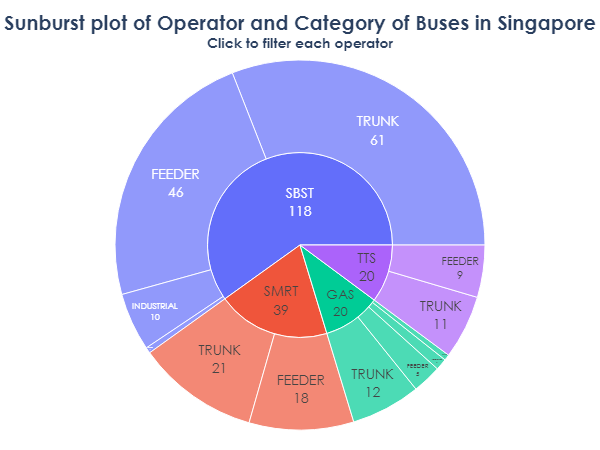 Sunburst plot of Operator and Category of Buses in Singapore
Click to filter each operator
TRUNK
61
FEEDER
46
SBST
118
TTS
20
FEEDER
9
INDUSTRIAL
10
SMRT
39
GAS
20
TRUNK
11
TRUNK
21
FEEDER
18
TRUNK
12
FEEDER
5